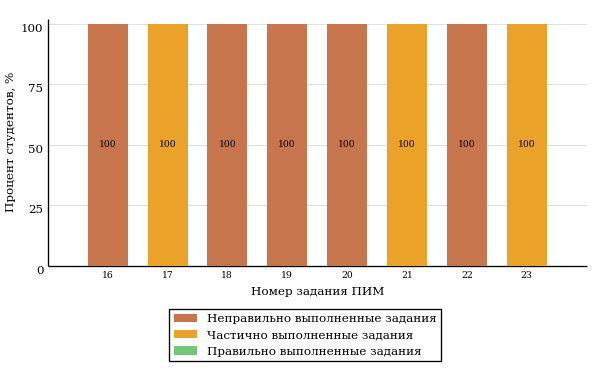 Процент студентов, %
100
75
50
25
0
100 100 100 100 100 100 100 100
16 17 18 19 20 21 22 23
Номер задания ПИМ
Неправильно выполненные задания
Частично выполненные задания
Правильно выполненные задания